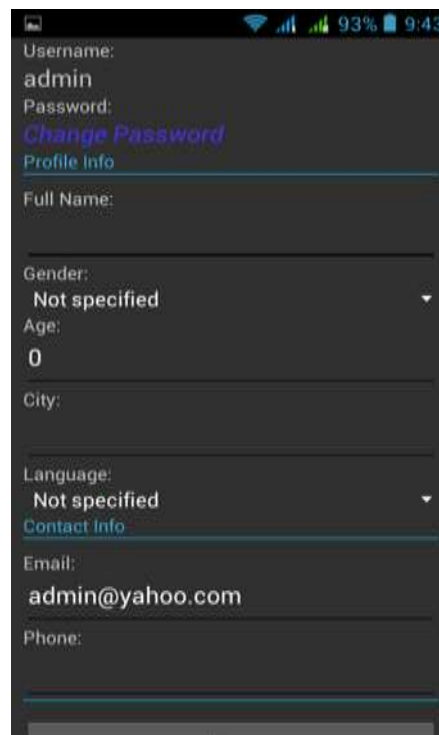 93% 9:43
Username:
admin
Password:
Change Password
Profile Info
Full Name:
Gender:
Not specified
Age:
0
City:
Language:
Not specified
Contact Info
Email:
admin@yahoo.com
Phone: